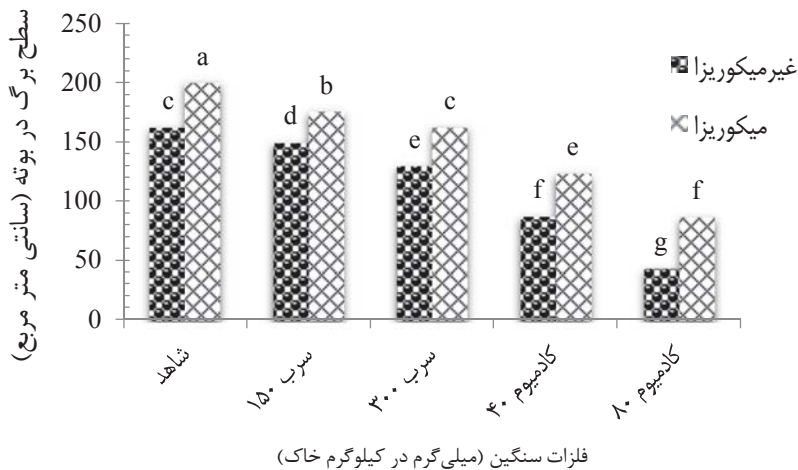 سطح برگ در بوته (سانتی متر مربع)
250
200
150
100
50
0
c a
d b
e c
f e
g f
غیرمیکوریزا
میکوریزا
شاهد
سرب ۱۵۰
سرب ۳۰۰
کادمیوم ۴۰
کادمیوم ۸۰
فلزات سنگین (میلی‌گرم در کیلوگرم خاک)